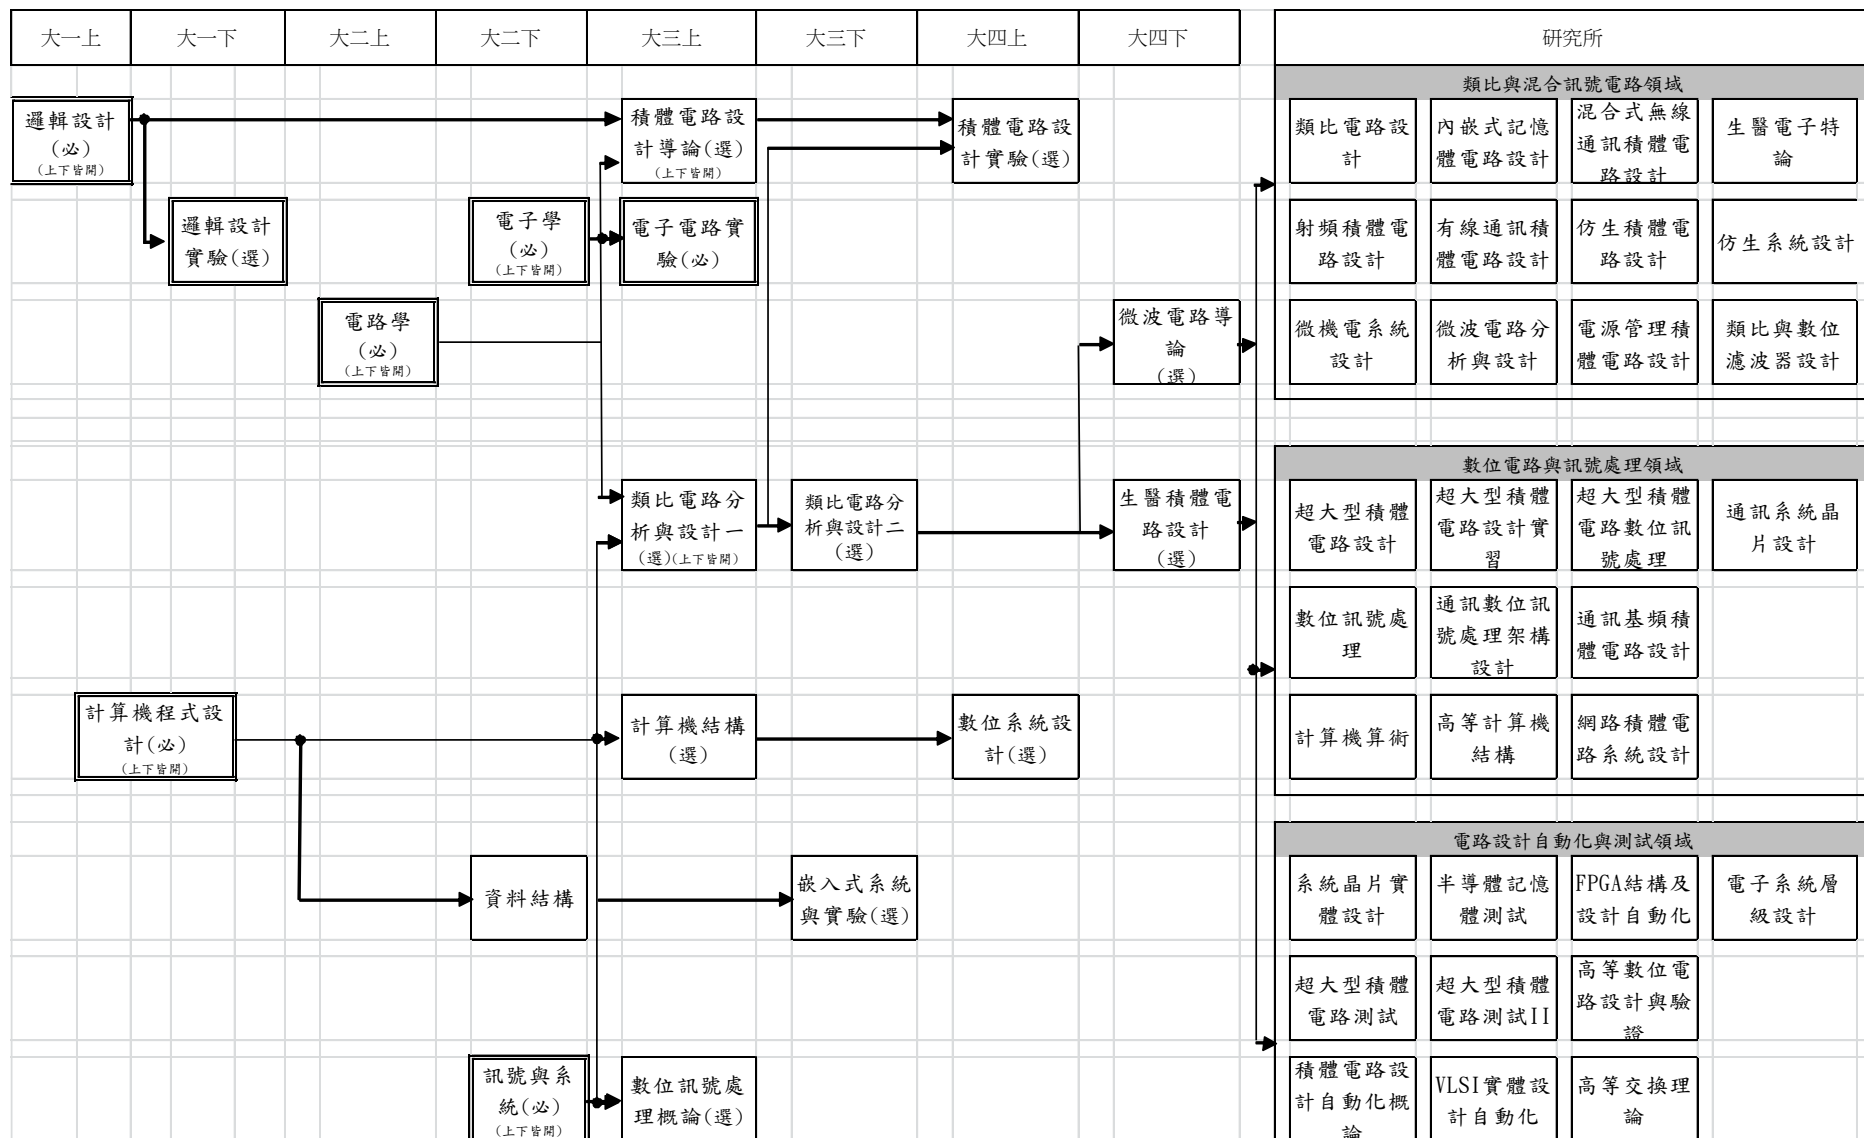 大一上
大一下
大二上
大二下
大三上
大三下
大四上
大四下
研究所
類比與混合訊號電路領域
邏輯設計
(必)
(上下皆開)
積體電路設
計導論(選)
(上下皆開)
積體電路設
計實驗(選)
類比電路設
計
內嵌式記憶
體電路設計
混合式無線
通訊積體電
路設計
生醫電子特
論
邏輯設計
實驗(選)
電子學
(必)
(上下皆開)
電子電路實
驗(必)
射頻積體電
路設計
有線通訊積
體電路設計
仿生積體電
路設計
仿生系統設計
電路學
(必)
(上下皆開)
微波電路導
論
(選)
微機電系統
設計
微波電路分
析與設計
電源管理積
體電路設計
類比與數位
濾波器設計
數位電路與訊號處理領域
類比電路分
析與設計一
(選)(上下皆開)
類比電路分
析與設計二
(選)
生醫積體電
路設計
(選)
超大型積體
電路設計
超大型積體
電路設計實
習
超大型積體
電路數位訊
號處理
通訊系統晶
片設計
數位訊號處
理
通訊數位訊
號處理架構
設計
通訊基頻積
體電路設計
計算機程式設
計(必)
(上下皆開)
計算機結構
(選)
數位系統設
計(選)
計算機算術
高等計算機
結構
網路積體電
路系統設計
電路設計自動化與測試領域
資料結構
嵌入式系統
與實驗(選)
系統晶片實
體設計
半導體記憶
體測試
FPGA結構及
設計自動化
電子系統層
級設計
超大型積體
電路測試
超大型積體
電路測試II
高等數位電
路設計與驗
證
訊號與系
統(必)
(上下皆開)
數位訊號處
理概論(選)
積體電路設
計自動化概
論
VLSI實體設
計自動化
高等交換理
論